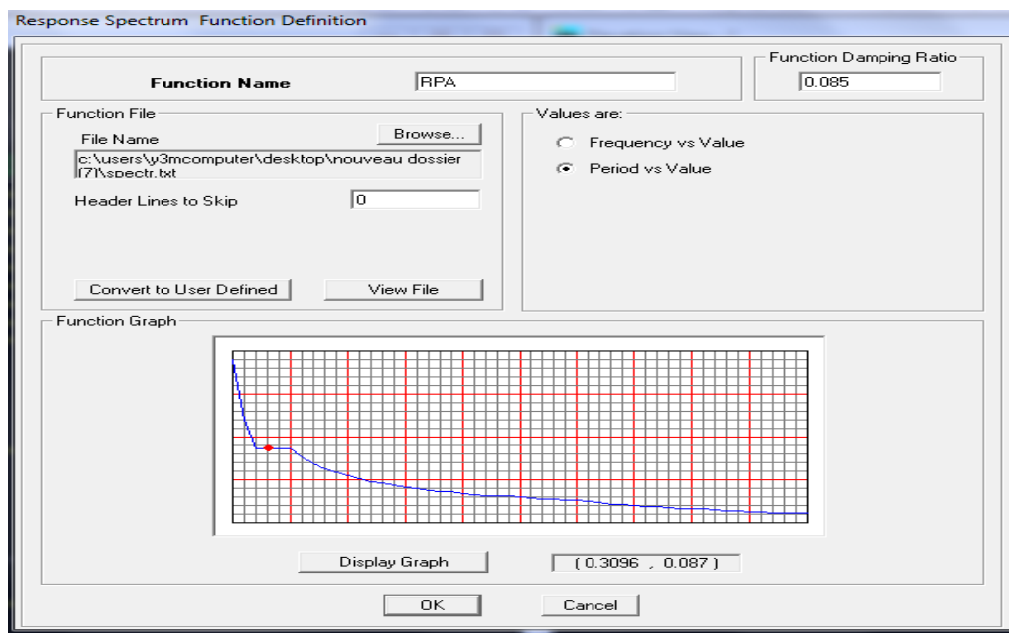 Response Spectrum Function Definition
Function Damping Ratio
Function Name
RPA
0.085
Function File
Values are:
File Name
Browse...
Frequency vs Value
c:\users\y3mcomputer\desktop\nouveau dossier
(7)\spectr.txt
Period vs Value
Header Lines to Skip
0
Convert to User Defined
View File
Function Graph
Display Graph
( 0.3096 , 0.087 )
OK
Cancel